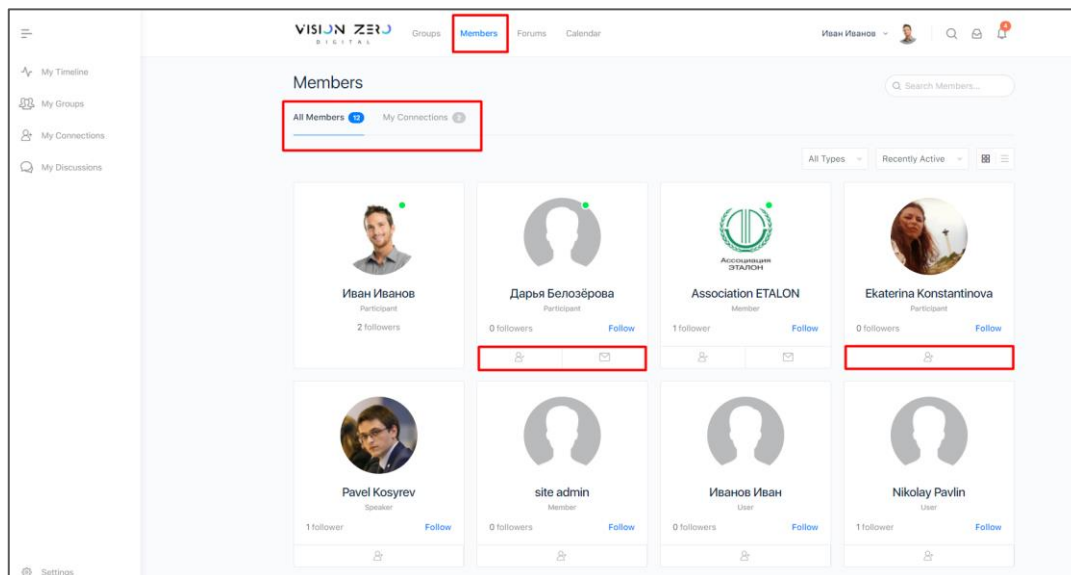 VISION ZERO
DIGITAL
Groups
Members
Forums
Calendar
Иван Иванов
4
My Timeline
My Groups
My Connections
My Discussions
Settings
Members
Search Members...
All Members 12
My Connections 2
All Types
Recently Active
Иван Иванов
Participant
2 followers
Дарья Белозёрова
Participant
0 followers Follow
Ассоциация
ЭТАЛОН
Association ETALON
Member
1 follower Follow
Ekaterina Konstantinova
Participant
0 followers Follow
Pavel Kosyrev
Speaker
1 follower Follow
site admin
Member
0 followers Follow
Иванов Иван
User
0 followers Follow
Nikolay Pavlin
User
1 follower Follow